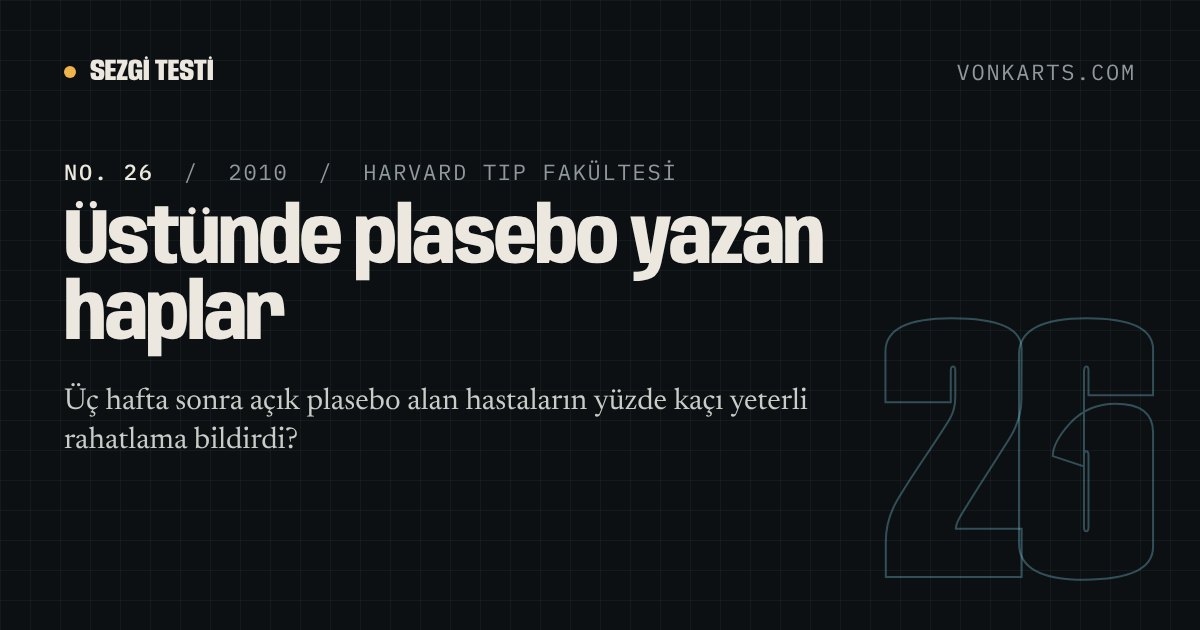 SEZGİ TESTİ
VONKARTS.COM
NO. 26 / 2010 / HARVARD TIP FAKÜLTESİ
Üstünde plasebo yazan
haplar
Üç hafta sonra açık plasebo alan hastaların yüzde kaçı yeterli
rahatlama bildirdi?
26